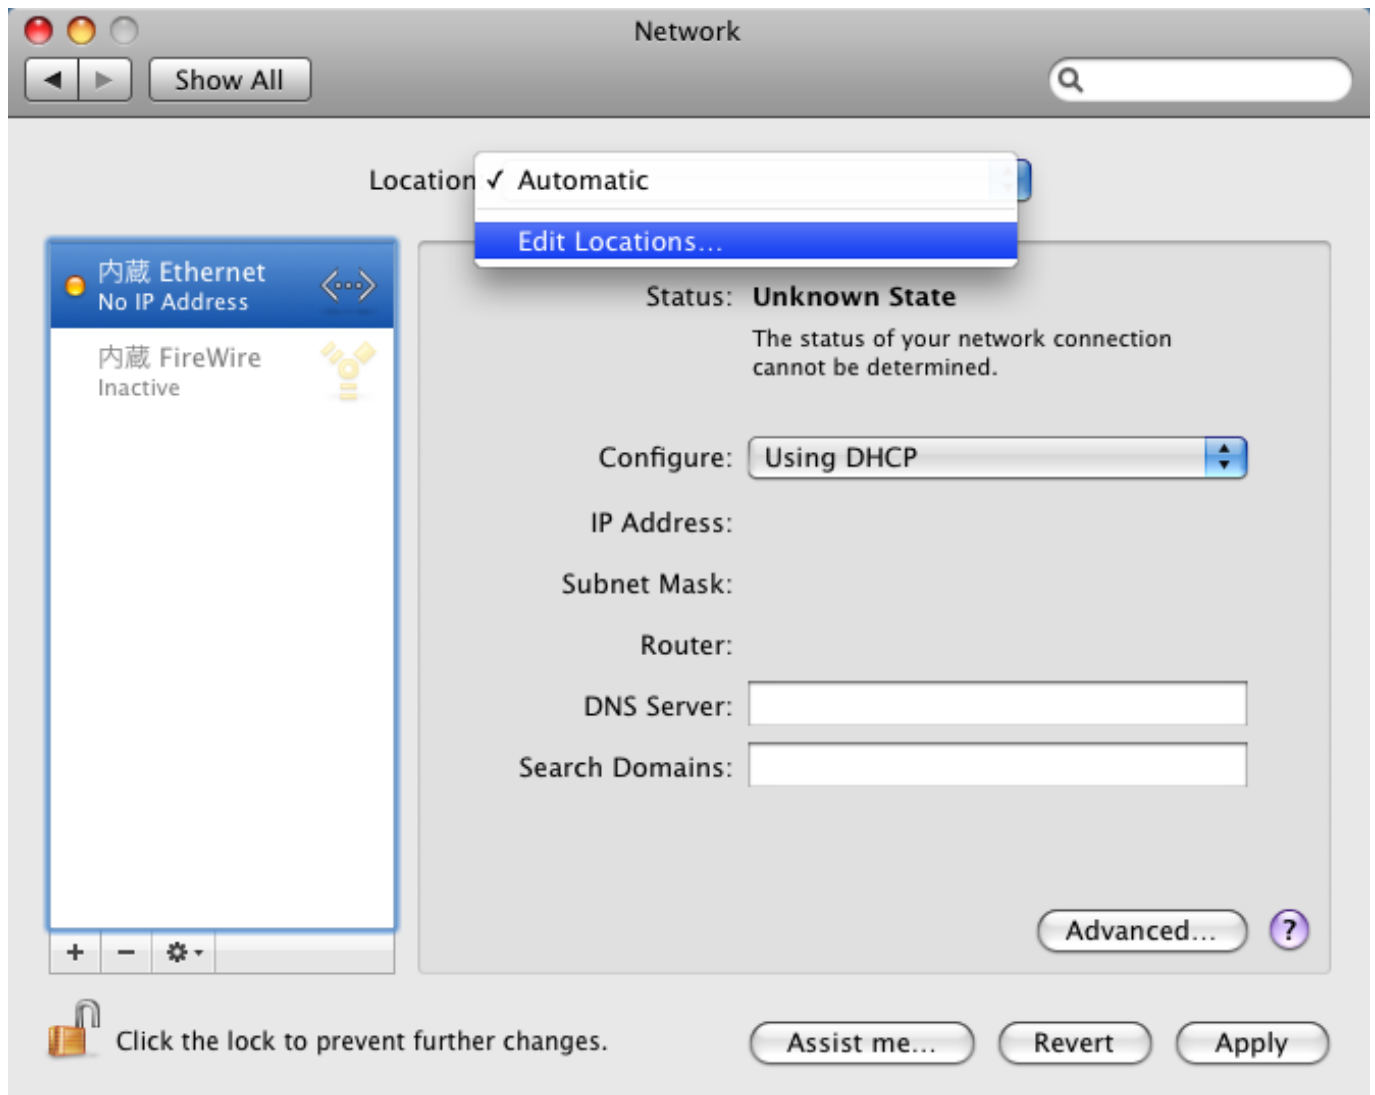 Network
Show All
Location
✓ Automatic
Edit Locations...
内蔵 Ethernet
No IP Address
内蔵 FireWire
Inactive
Status: Unknown State
The status of your network connection
cannot be determined.
Configure: Using DHCP
IP Address:
Subnet Mask:
Router:
DNS Server:
Search Domains:
Advanced...
?
Click the lock to prevent further changes.
Assist me...
Revert
Apply